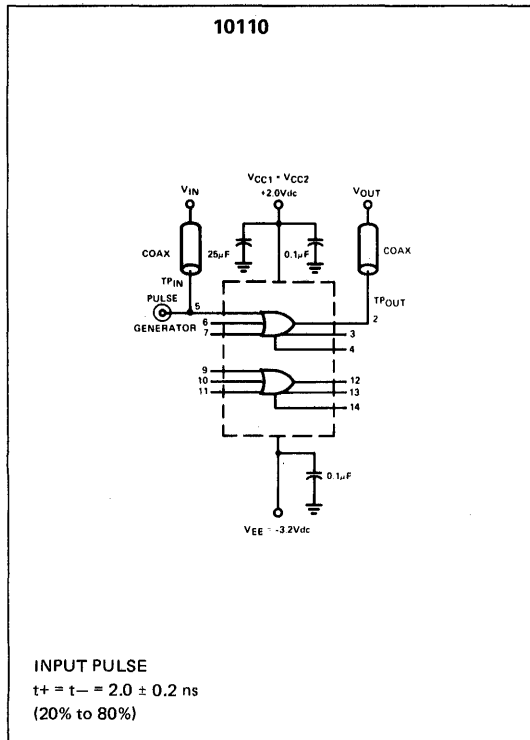 10110
VCC1 = VCC2
+2.0Vdc
VIN
VOUT
COAX
25μF
0.1μF
COAX
TPIN
TPOUT
PULSE
GENERATOR
5
6
7
2
3
4
9
10
11
12
13
14
0.1μF
VEE = -3.2Vdc
INPUT PULSE
t+ = t− = 2.0 ± 0.2 ns
(20% to 80%)